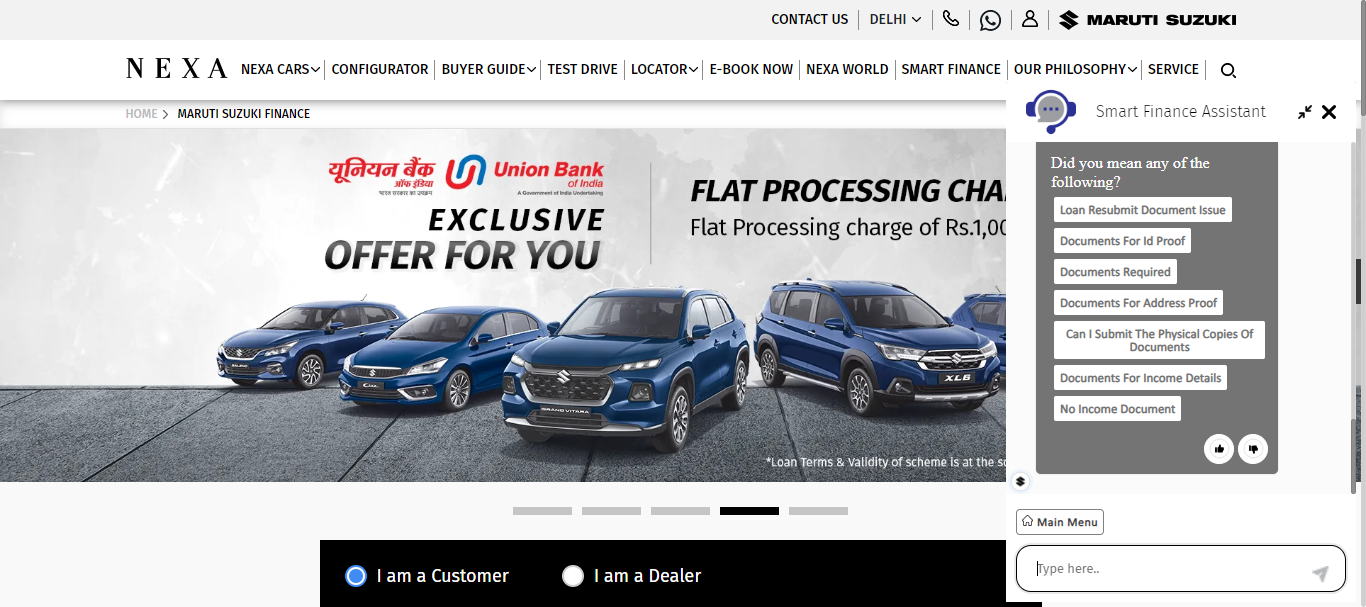 CONTACT US
DELHI
MARUTI SUZUKI
NEXA
NEXA CARS
CONFIGURATOR
BUYER GUIDE
TEST DRIVE
LOCATOR
E-BOOK NOW
NEXA WORLD
SMART FINANCE
OUR PHILOSOPHY
SERVICE
HOME > MARUTI SUZUKI FINANCE
यूनियन बैंक
ऑफ इंडिया
भारत सरकार का उपक्रम
Union Bank
of India
A Government of India Undertaking
EXCLUSIVE
OFFER FOR YOU
FLAT PROCESSING CHA
Flat Processing charge of Rs.1,00
BALENO
Ciaz
GRAND VITARA
XL6
*Loan Terms & Validity of scheme is at the so
I am a Customer
I am a Dealer
Smart Finance Assistant
Did you mean any of the
following?
Loan Resubmit Document Issue
Documents For Id Proof
Documents Required
Documents For Address Proof
Can I Submit The Physical Copies Of
Documents
Documents For Income Details
No Income Document
Main Menu
Type here..